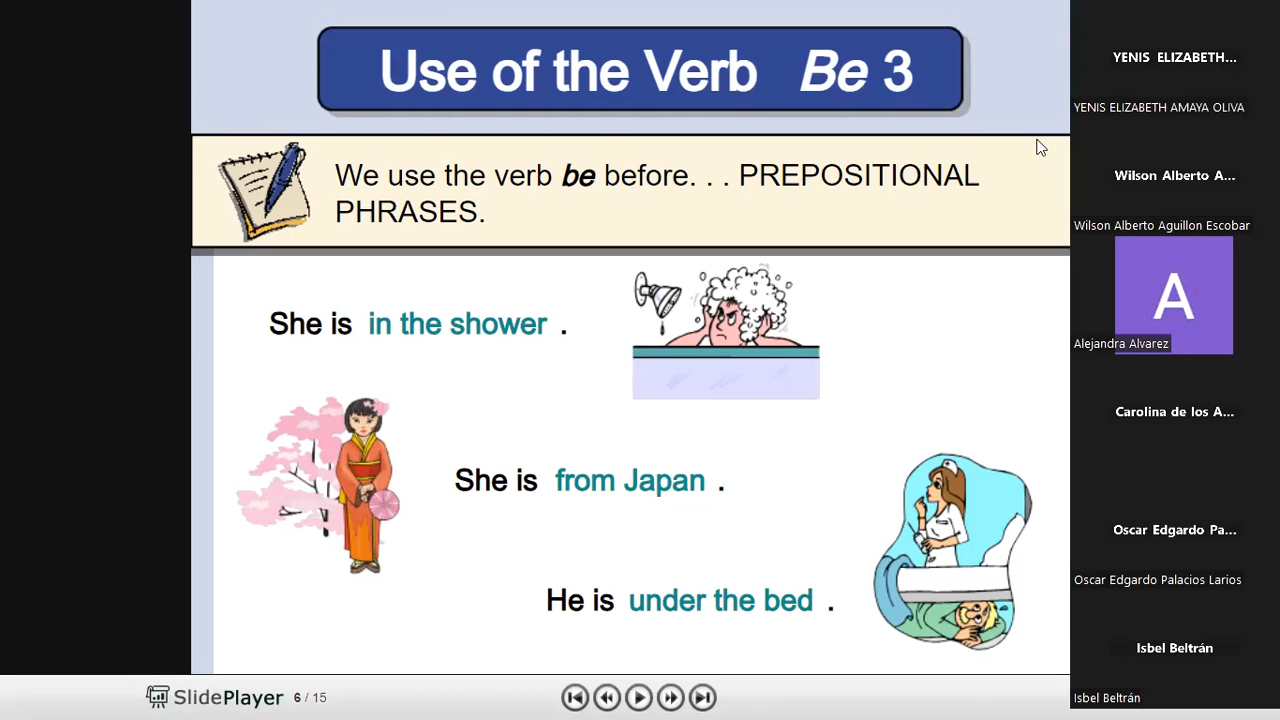 Use of the Verb Be 3
We use the verb be before. . . PREPOSITIONAL
PHRASES.
She is in the shower .
She is from Japan .
He is under the bed .
SlidePlayer 6 / 15
YENIS ELIZABETH...
YENIS ELIZABETH AMAYA OLIVA
Wilson Alberto A...
Wilson Alberto Aguillon Escobar
A
Alejandra Alvarez
Carolina de los A...
Oscar Edgardo Pa...
Oscar Edgardo Palacios Larios
Isbel Beltrán
Isbel Beltrán